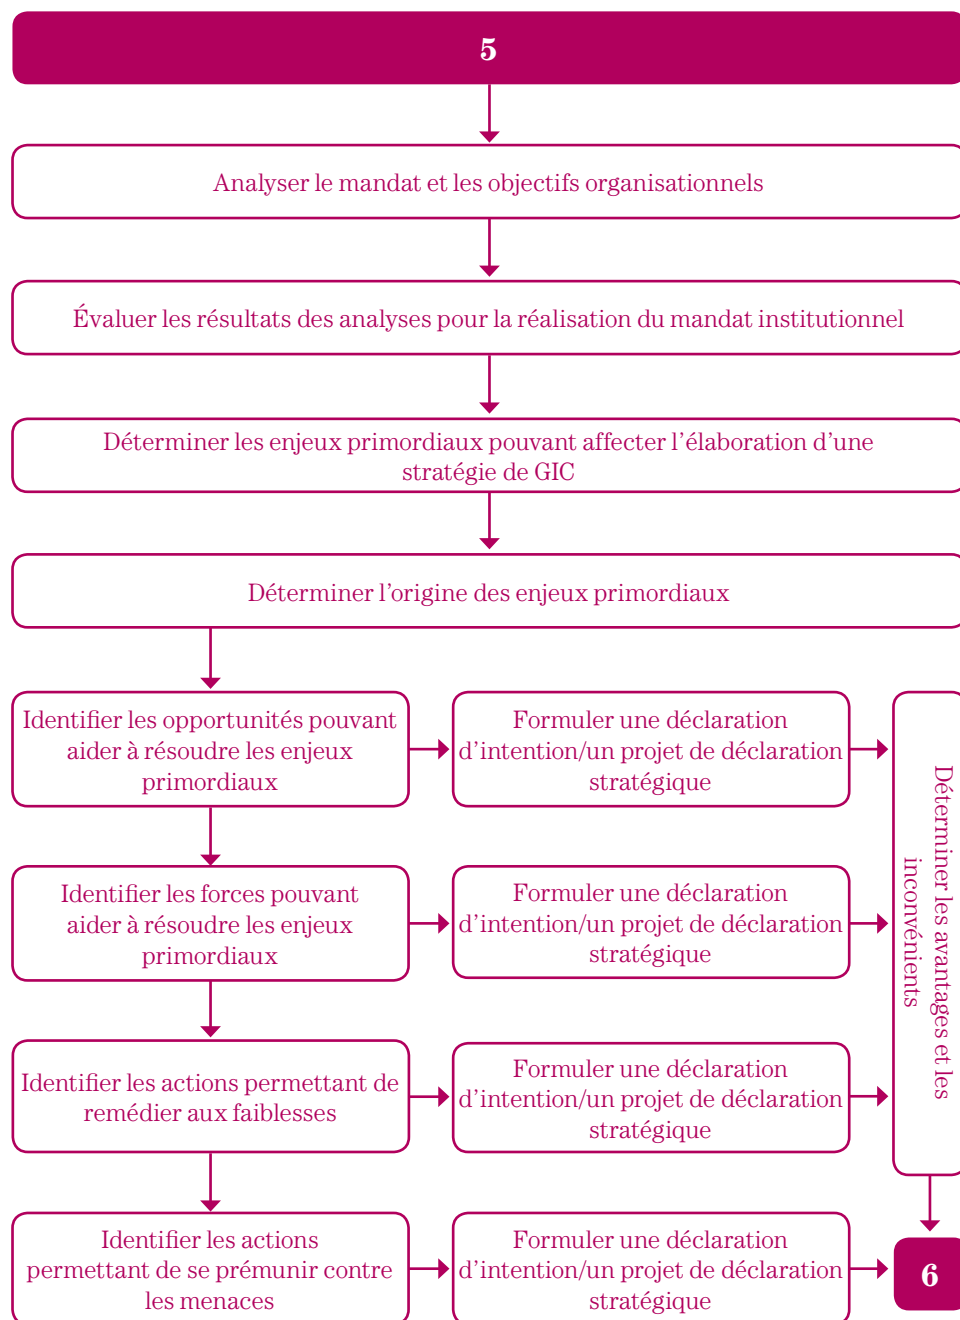 5
Analyser le mandat et les objectifs organisationnels
Évaluer les résultats des analyses pour la réalisation du mandat institutionnel
Déterminer les enjeux primordiaux pouvant affecter l’élaboration d’une
stratégie de GIC
Déterminer l’origine des enjeux primordiaux
Identifier les opportunités pouvant
aider à résoudre les enjeux
primordiaux
Formuler une déclaration
d’intention/un projet de déclaration
stratégique
Déterminer les avantages et les
inconvénients
Identifier les forces pouvant
aider à résoudre les enjeux
primordiaux
Formuler une déclaration
d’intention/un projet de déclaration
stratégique
Identifier les actions permettant de
remédier aux faiblesses
Formuler une déclaration
d’intention/un projet de déclaration
stratégique
Identifier les actions
permettant de se prémunir contre
les menaces
Formuler une déclaration
d’intention/un projet de déclaration
stratégique
6